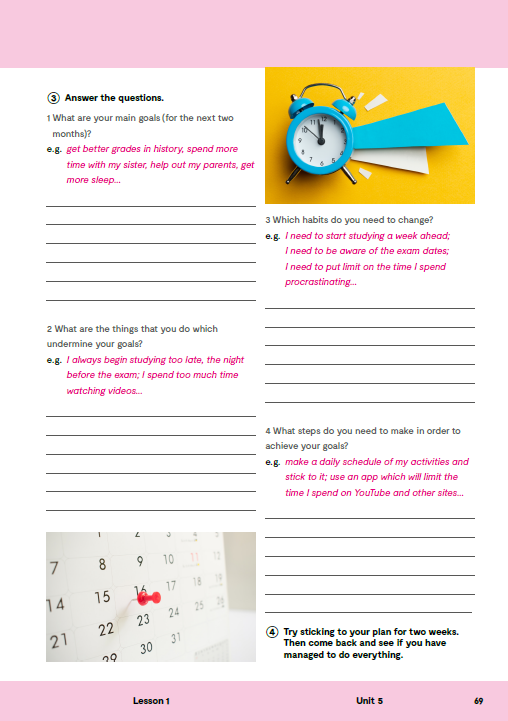 3 Answer the questions.
1 What are your main goals (for the next two
months)?
e.g. get better grades in history, spend more
time with my sister, help out my parents, get
more sleep...
2 What are the things that you do which
undermine your goals?
e.g. I always begin studying too late, the night
before the exam; I spend too much time
watching videos...
7 8 9 10 11
14 15 16 17 18 19
21 22 23 24 25 26
29 30 31
12 11
3 Which habits do you need to change?
e.g. I need to start studying a week ahead;
I need to be aware of the exam dates;
I need to put limit on the time I spend
procrastinating...
4 What steps do you need to make in order to
achieve your goals?
e.g. make a daily schedule of my activities and
stick to it; use an app which will limit the
time I spend on YouTube and other sites...
4 Try sticking to your plan for two weeks.
Then come back and see if you have
managed to do everything.
Lesson 1 Unit 5 69